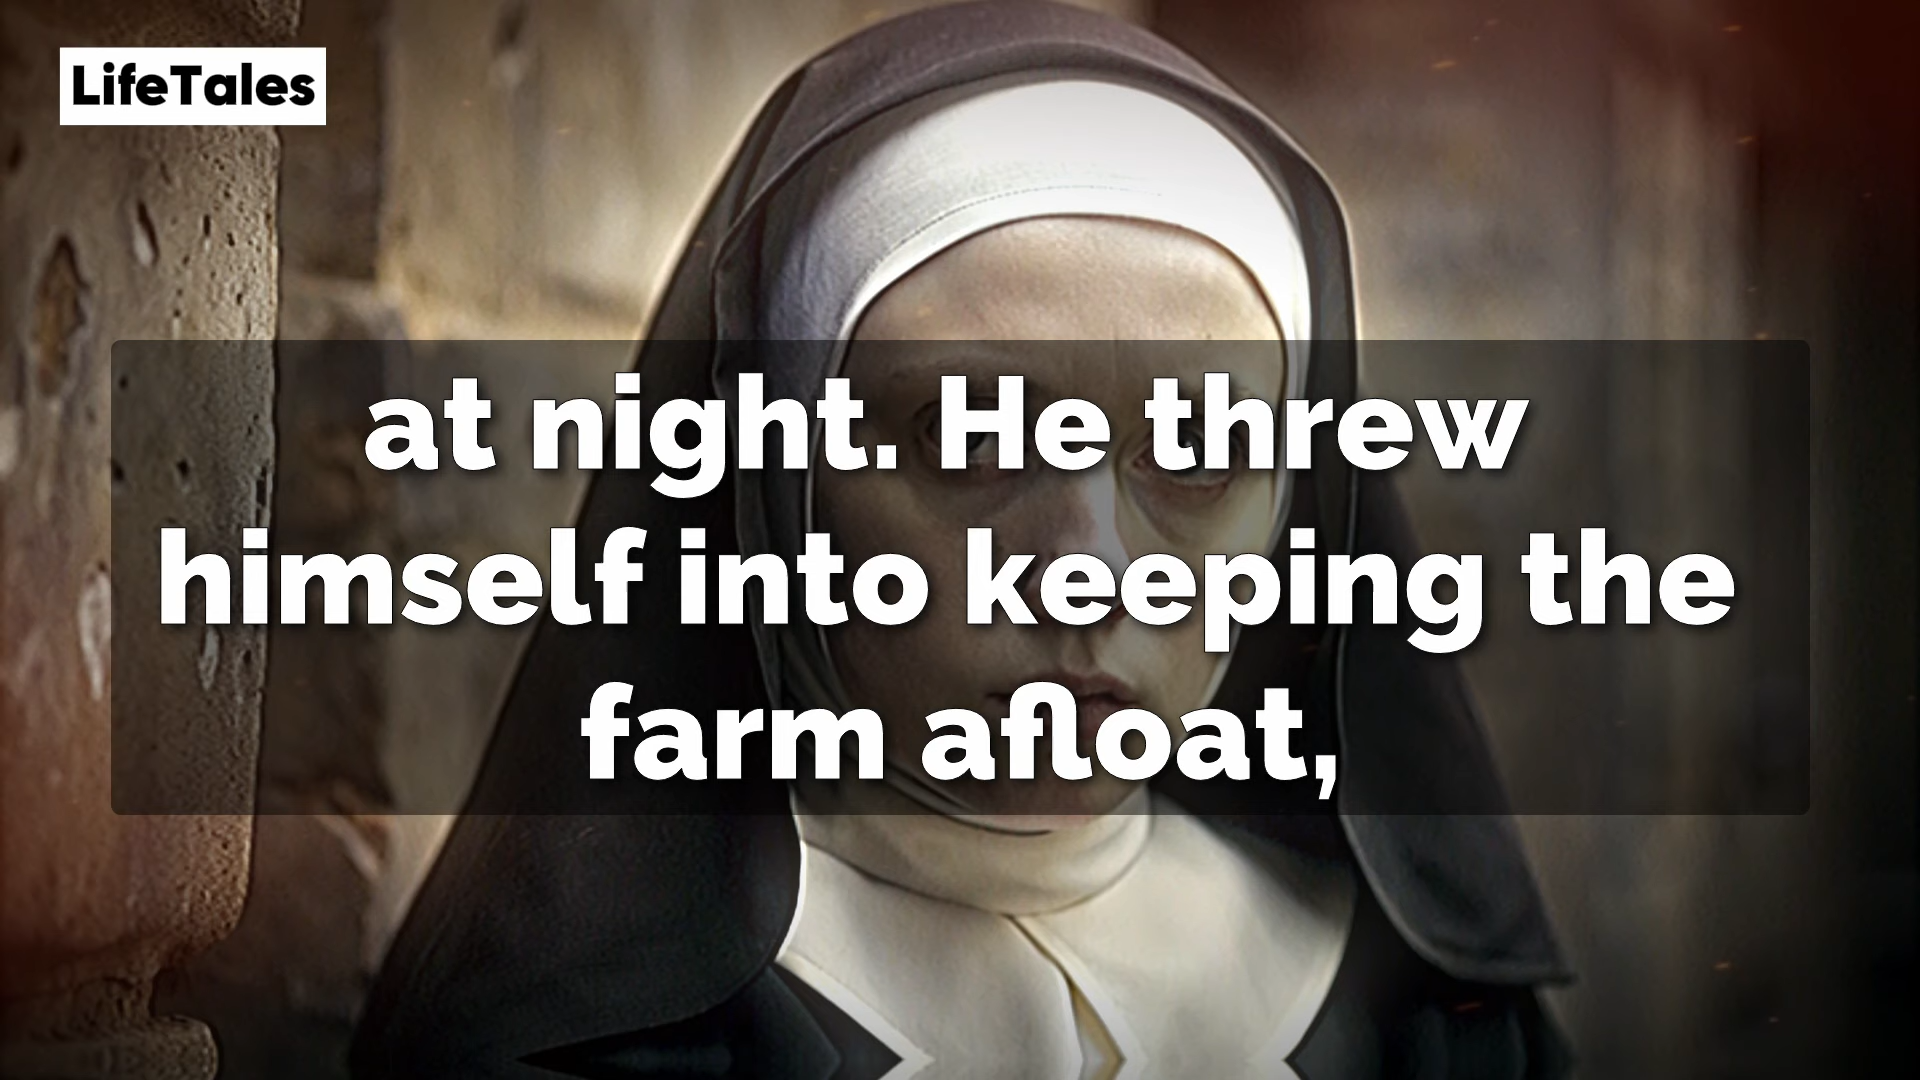 LifeTales
at night. He threw
himself into keeping the
farm afloat,